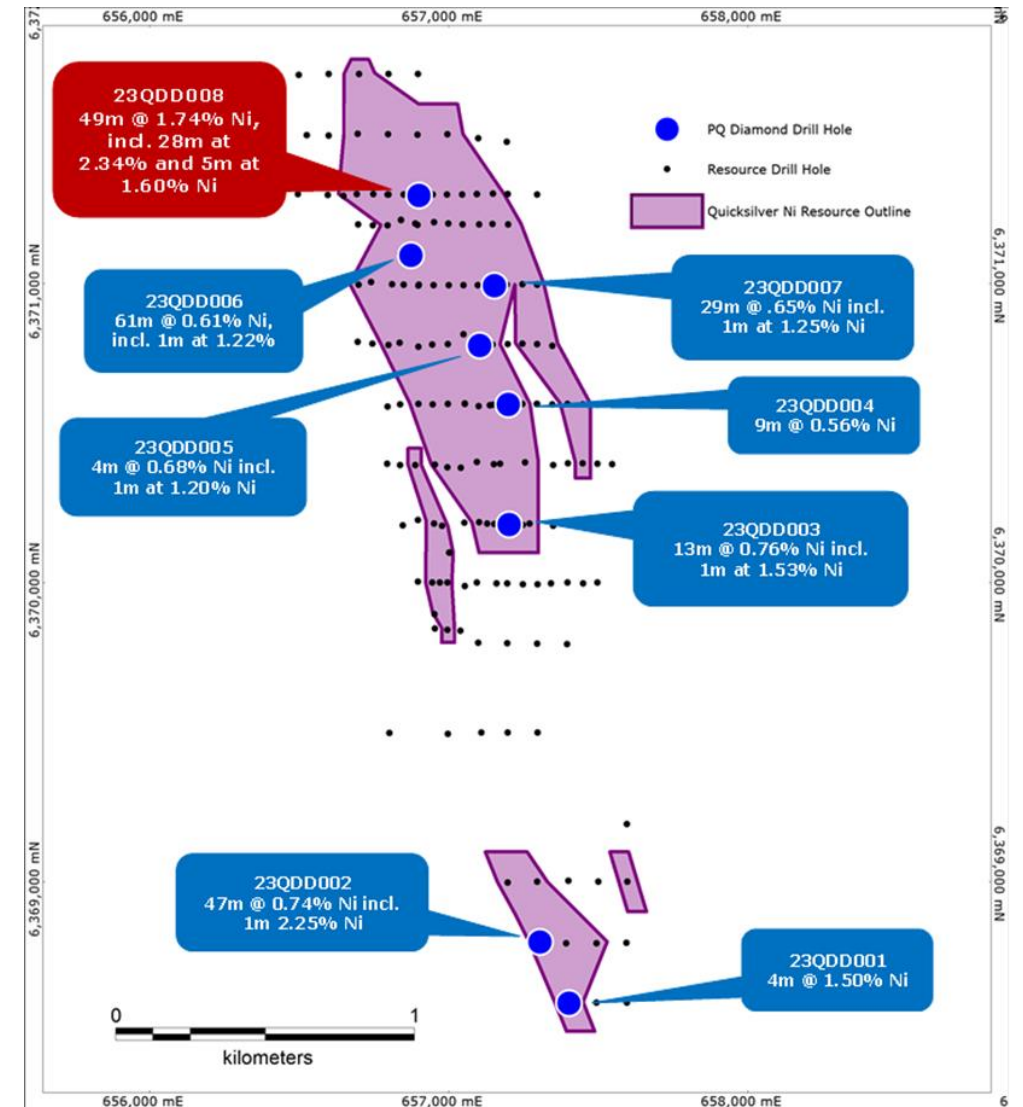 656,000 mE
657,000 mE
658,000 mE
23QDD008
49m @ 1.74% Ni,
incl. 28m at
2.34% and 5m at
1.60% Ni
PQ Diamond Drill Hole
Resource Drill Hole
Quicksilver Ni Resource Outline
6,371,000 mN
6,371,000 mN
23QDD006
61m @ 0.61% Ni,
incl. 1m at 1.22%
23QDD007
29m @ .65% Ni incl.
1m at 1.25% Ni
23QDD004
9m @ 0.56% Ni
23QDD005
4m @ 0.68% Ni incl.
1m at 1.20% Ni
23QDD003
13m @ 0.76% Ni incl.
1m at 1.53% Ni
6,370,000 mN
6,370,000 mN
6,369,000 mN
6,369,000 mN
23QDD002
47m @ 0.74% Ni incl.
1m 2.25% Ni
23QDD001
4m @ 1.50% Ni
0 1
kilometers
656,000 mE
657,000 mE
658,000 mE